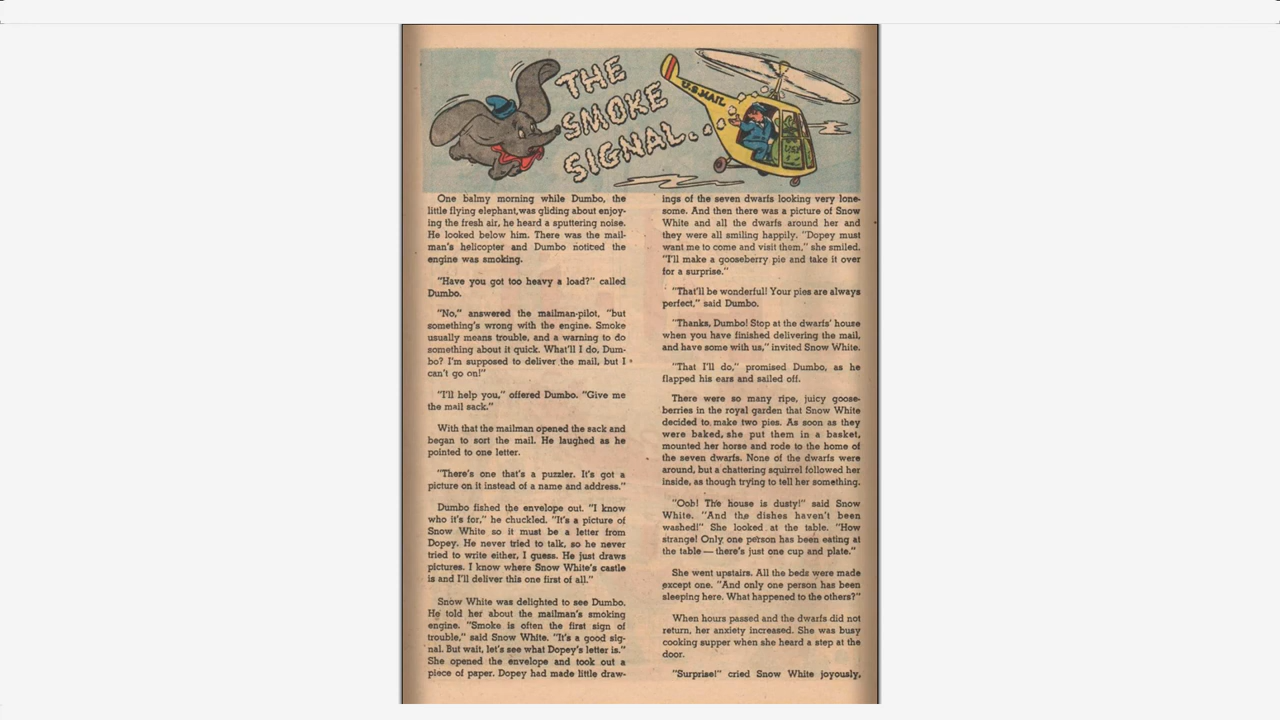 THE
SMOKE
SIGNAL...
U.S. MAIL
One balmy morning while Dumbo, the
little flying elephant, was gliding about enjoy-
ing the fresh air, he heard a sputtering noise.
He looked below him. There was the mail-
man's helicopter and Dumbo noticed the
engine was smoking.
"Have you got too heavy a load?" called
Dumbo.
"No," answered the mailman-pilot, "but
something's wrong with the engine. Smoke
usually means trouble, and a warning to do
something about it quick. What'll I do, Dum-
bo? I'm supposed to deliver the mail, but I
can't go on!"
"I'll help you," offered Dumbo. "Give me
the mail sack."
With that the mailman opened the sack and
began to sort the mail. He laughed as he
pointed to one letter.
"There's one that's a puzzler. It's got a
picture on it instead of a name and address."
Dumbo fished the envelope out. "I know
who it's for," he chuckled. "It's a picture of
Snow White so it must be a letter from
Dopey. He never tried to talk, so he never
tried to write either, I guess. He just draws
pictures. I know where Snow White's castle
is and I'll deliver this one first of all."
Snow White was delighted to see Dumbo.
He told her about the mailman's smoking
engine. "Smoke is often the first sign of
trouble," said Snow White. "It's a good sig-
nal. But wait, let's see what Dopey's letter is."
She opened the envelope and took out a
piece of paper. Dopey had made little draw-
ings of the seven dwarfs looking very lone-
some. And then there was a picture of Snow
White and all the dwarfs around her and
they were all smiling happily. "Dopey must
want me to come and visit them," she smiled.
"I'll make a gooseberry pie and take it over
for a surprise."
"That'll be wonderful! Your pies are always
perfect," said Dumbo.
"Thanks, Dumbo! Stop at the dwarfs' house
when you have finished delivering the mail,
and have some with us," invited Snow White.
"That I'll do," promised Dumbo, as he
flapped his ears and sailed off.
There were so many ripe, juicy goose-
berries in the royal garden that Snow White
decided to make two pies. As soon as they
were baked, she put them in a basket,
mounted her horse and rode to the home of
the seven dwarfs. None of the dwarfs were
around, but a chattering squirrel followed her
inside, as though trying to tell her something.
"Ooh! The house is dusty!" said Snow
White. "And the dishes haven't been
washed!" She looked at the table. "How
strange! Only one person has been eating at
the table — there's just one cup and plate."
She went upstairs. All the beds were made
except one. "And only one person has been
sleeping here. What happened to the others?"
When hours passed and the dwarfs did not
return, her anxiety increased. She was busy
cooking supper when she heard a step at the
door.
"Surprise!" cried Snow White joyously,